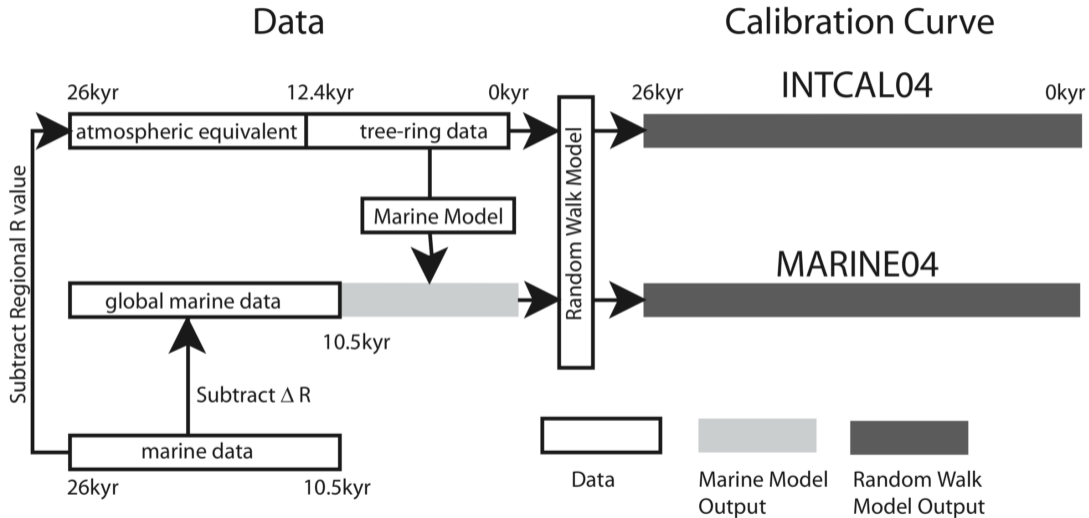 Data
Calibration Curve
26kyr
12.4kyr
0kyr
26kyr
INTCAL04
0kyr
atmospheric equivalent
tree-ring data
Marine Model
Random Walk Model
Subtract Regional R value
MARINE04
global marine data
10.5kyr
Subtract Δ R
marine data
26kyr
10.5kyr
Data
Marine Model
Output
Random Walk
Model Output